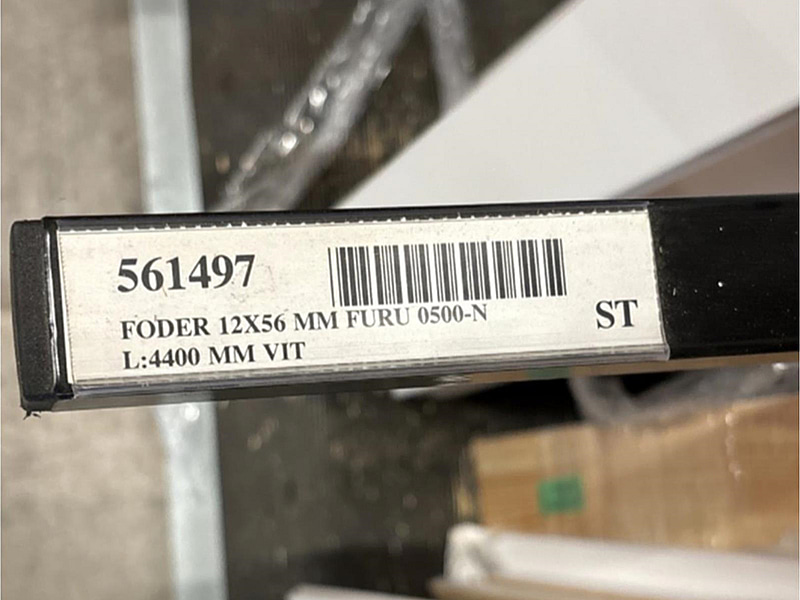 561497
FODER 12X56 MM FURU 0500-N
L:4400 MM VIT
ST